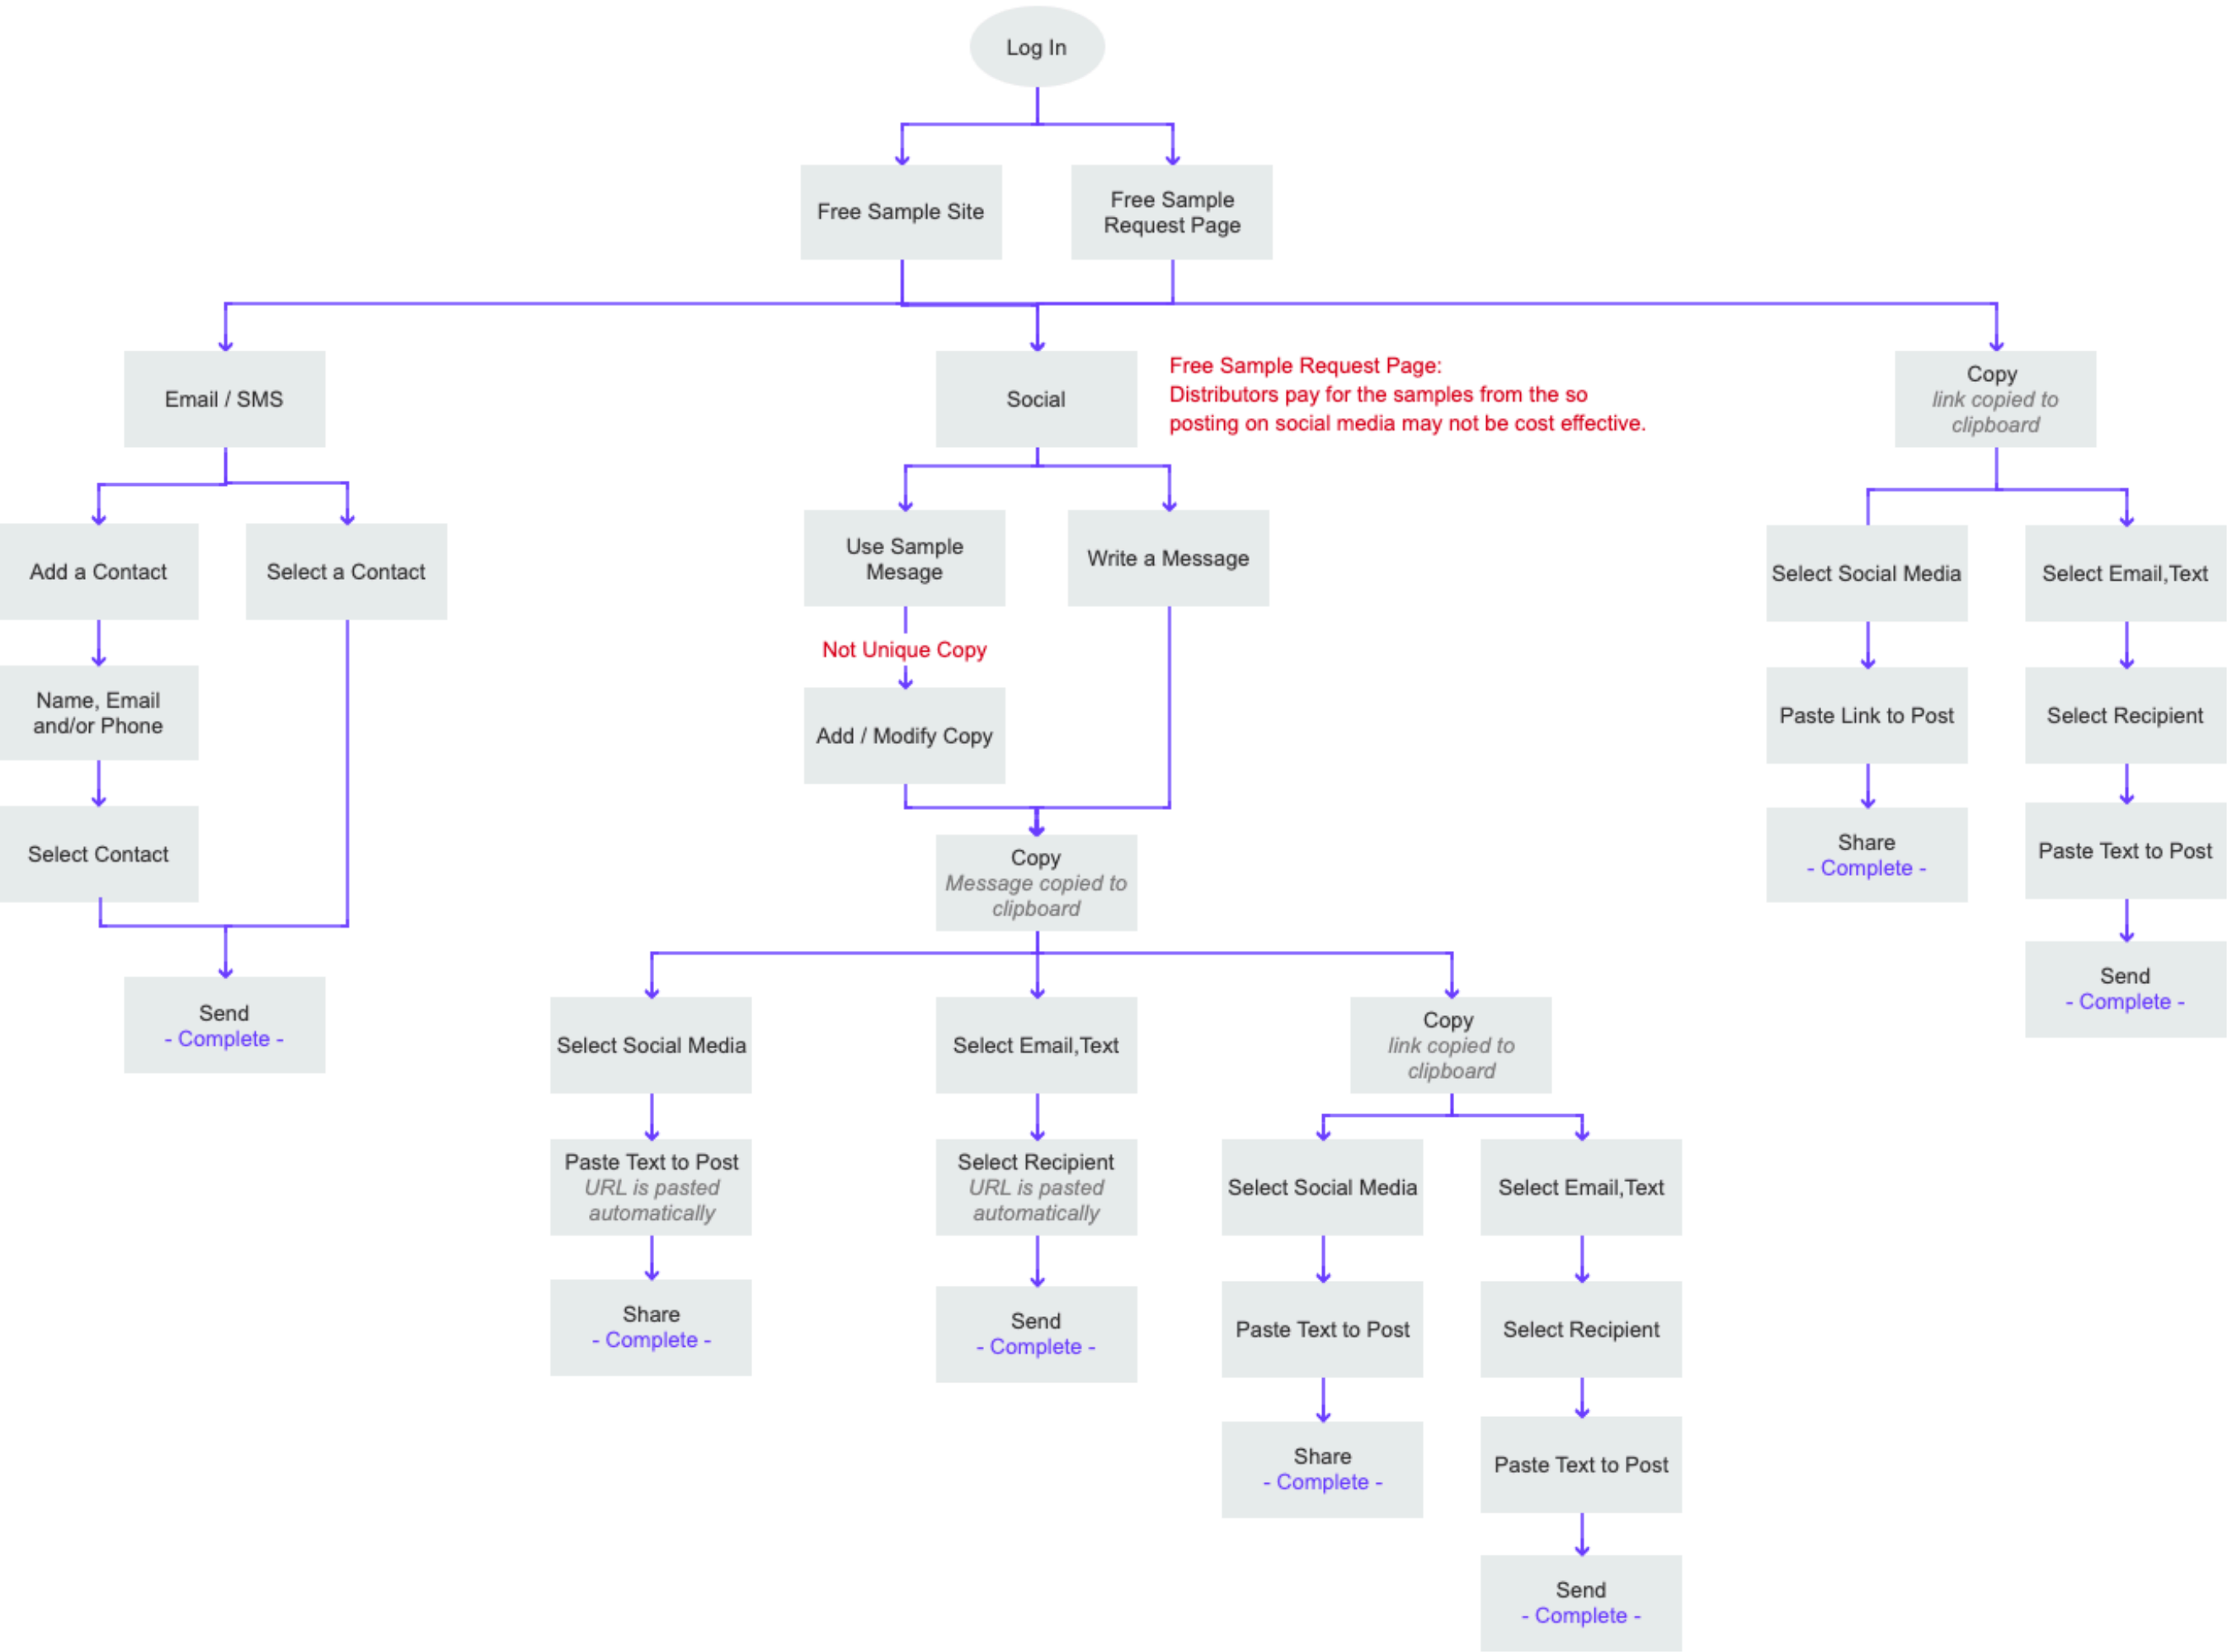 Log In
Free Sample Site
Free Sample
Request Page
Email / SMS
Social
Free Sample Request Page:
Distributors pay for the samples from the so
posting on social media may not be cost effective.
Copy
link copied to
clipboard
Add a Contact
Select a Contact
Use Sample
Mesage
Write a Message
Select Social Media
Select Email,Text
Not Unique Copy
Name, Email
and/or Phone
Add / Modify Copy
Paste Link to Post
Select Recipient
Select Contact
Copy
Message copied to
clipboard
Share
- Complete -
Paste Text to Post
Send
- Complete -
Send
- Complete -
Select Social Media
Select Email,Text
Copy
link copied to
clipboard
Paste Text to Post
URL is pasted
automatically
Select Recipient
URL is pasted
automatically
Select Social Media
Select Email,Text
Share
- Complete -
Send
- Complete -
Paste Text to Post
Select Recipient
Share
- Complete -
Paste Text to Post
Send
- Complete -